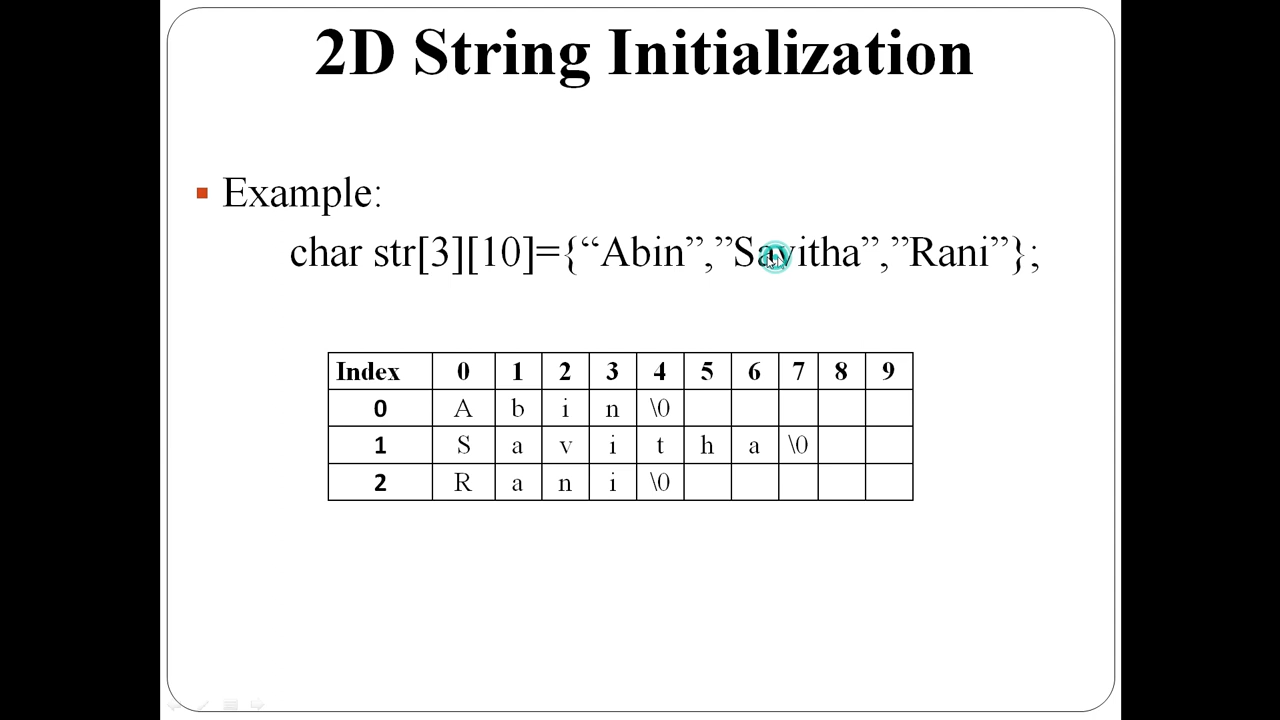 2D String Initialization
Example:
char str[3][10]={“Abin”,”Savitha”,”Rani”};
Index 0 1 2 3 4 5 6 7 8 9
0 A b i n \0
1 S a v i t h a \0
2 R a n i \0